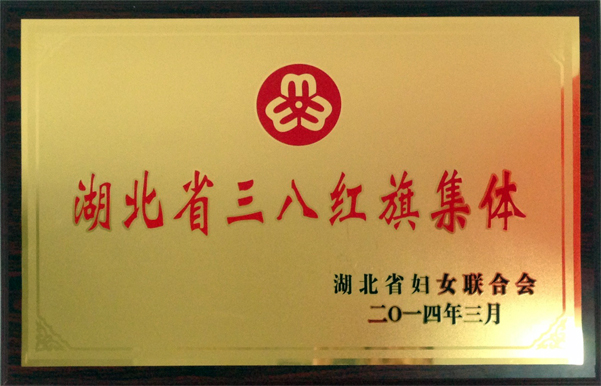 湖北省三八红旗集体
湖北省妇女联合会
二〇一四年三月